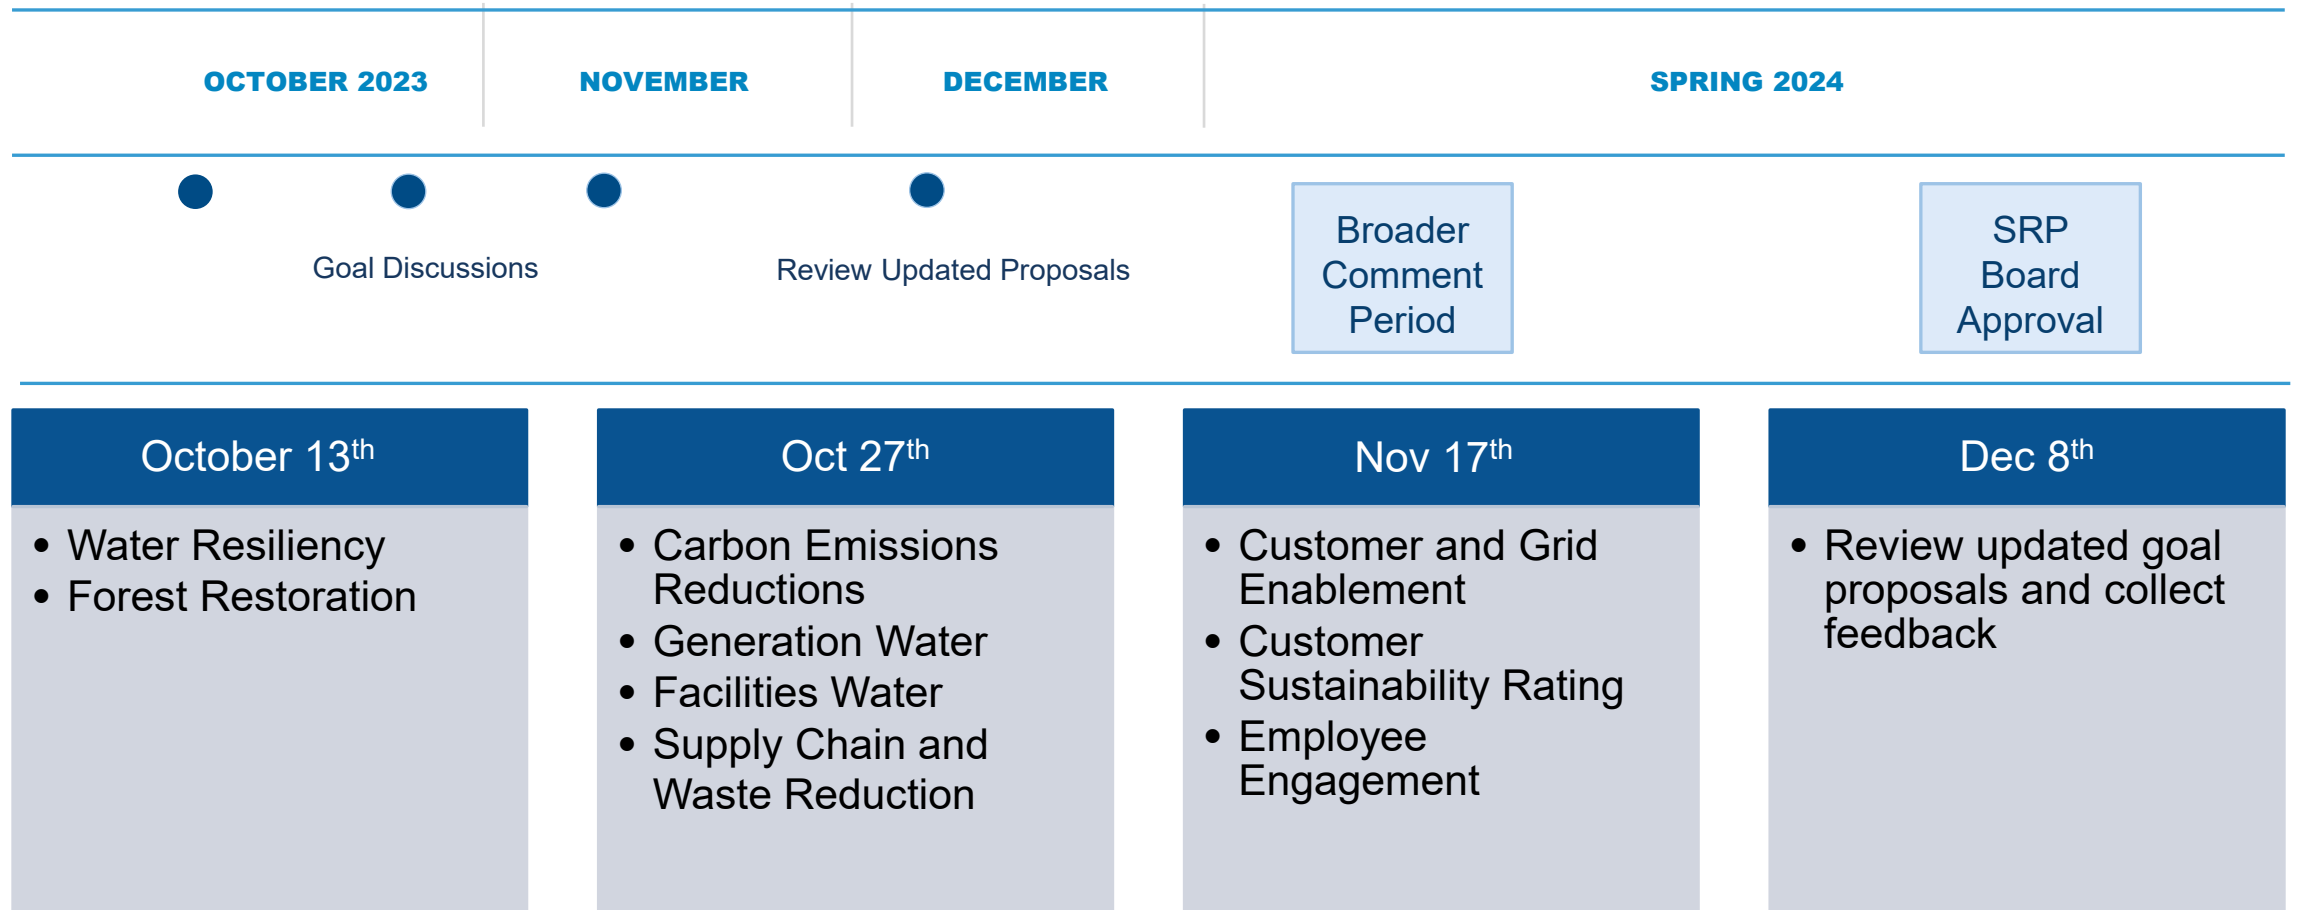 OCTOBER 2023
NOVEMBER
DECEMBER
SPRING 2024
Goal Discussions
Review Updated Proposals
Broader
Comment
Period
SRP
Board
Approval
October 13th
• Water Resiliency
• Forest Restoration
Oct 27th
• Carbon Emissions
Reductions
• Generation Water
• Facilities Water
• Supply Chain and
Waste Reduction
Nov 17th
• Customer and Grid
Enablement
• Customer
Sustainability Rating
• Employee
Engagement
Dec 8th
• Review updated goal
proposals and collect
feedback